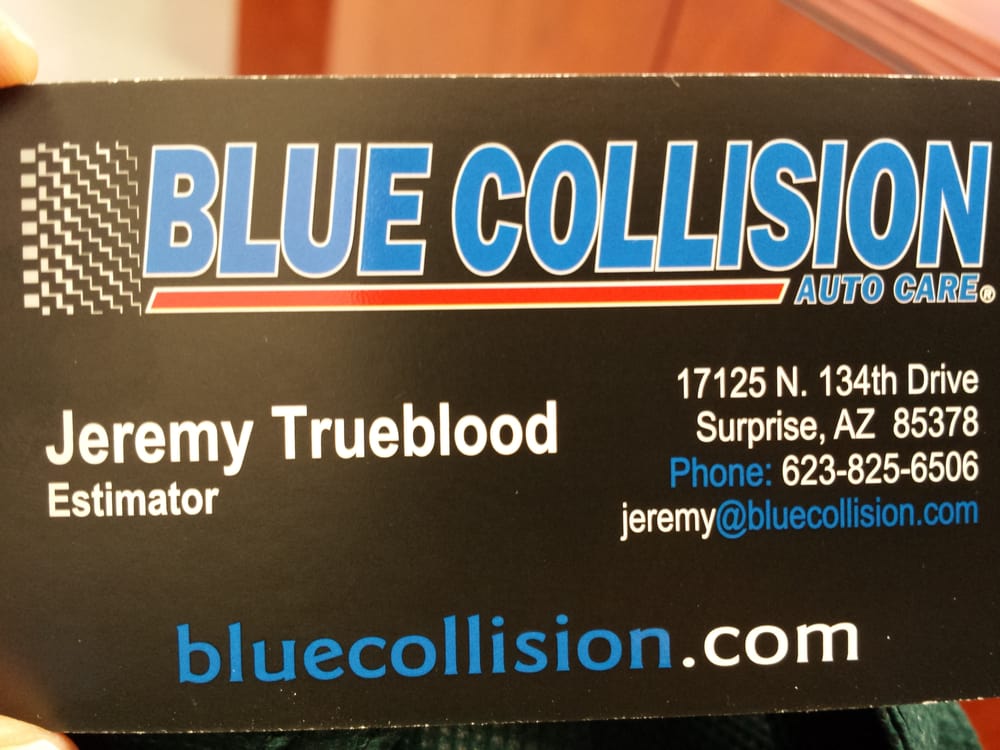 BLUE COLLISION
AUTO CARE®
Jeremy Trueblood
Estimator
17125 N. 134th Drive
Surprise, AZ 85378
Phone: 623-825-6506
jeremy@bluecollision.com
bluecollision.com